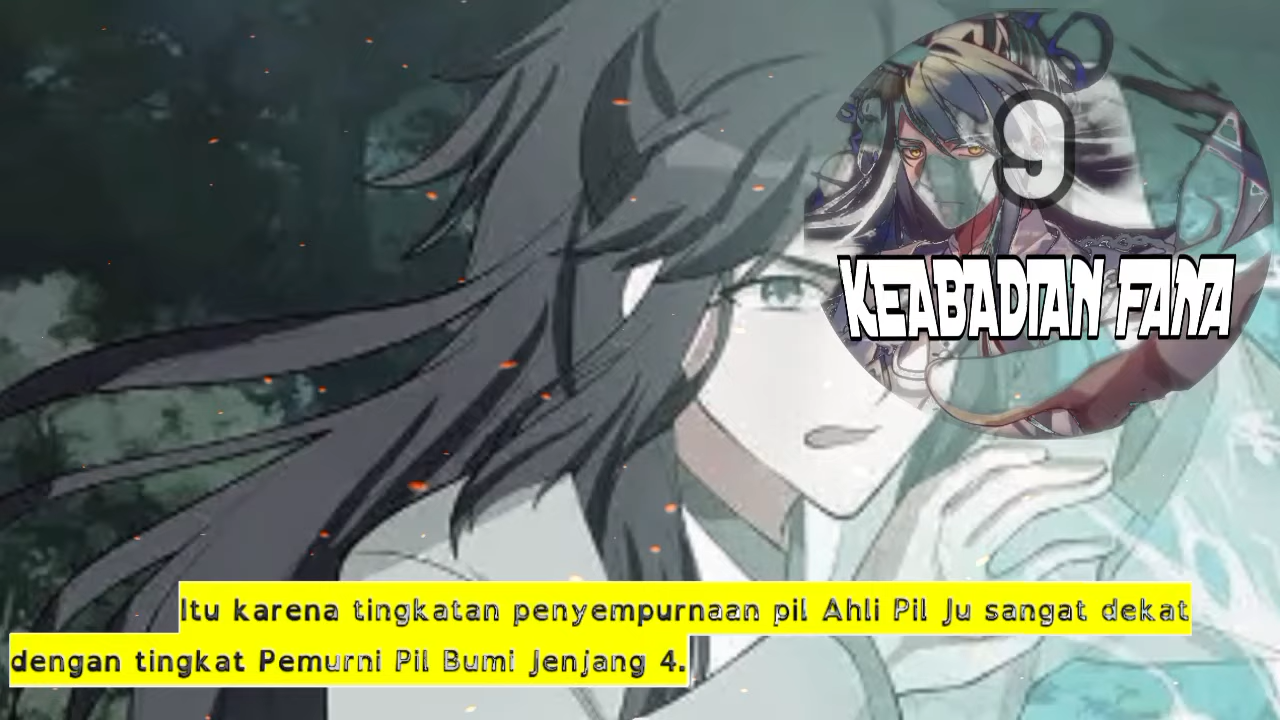 9
KEABADIAN FANA
Itu karena tingkatan penyempurnaan pil Ahli Pil Ju sangat dekat
dengan tingkat Pemurni Pil Bumi Jenjang 4.